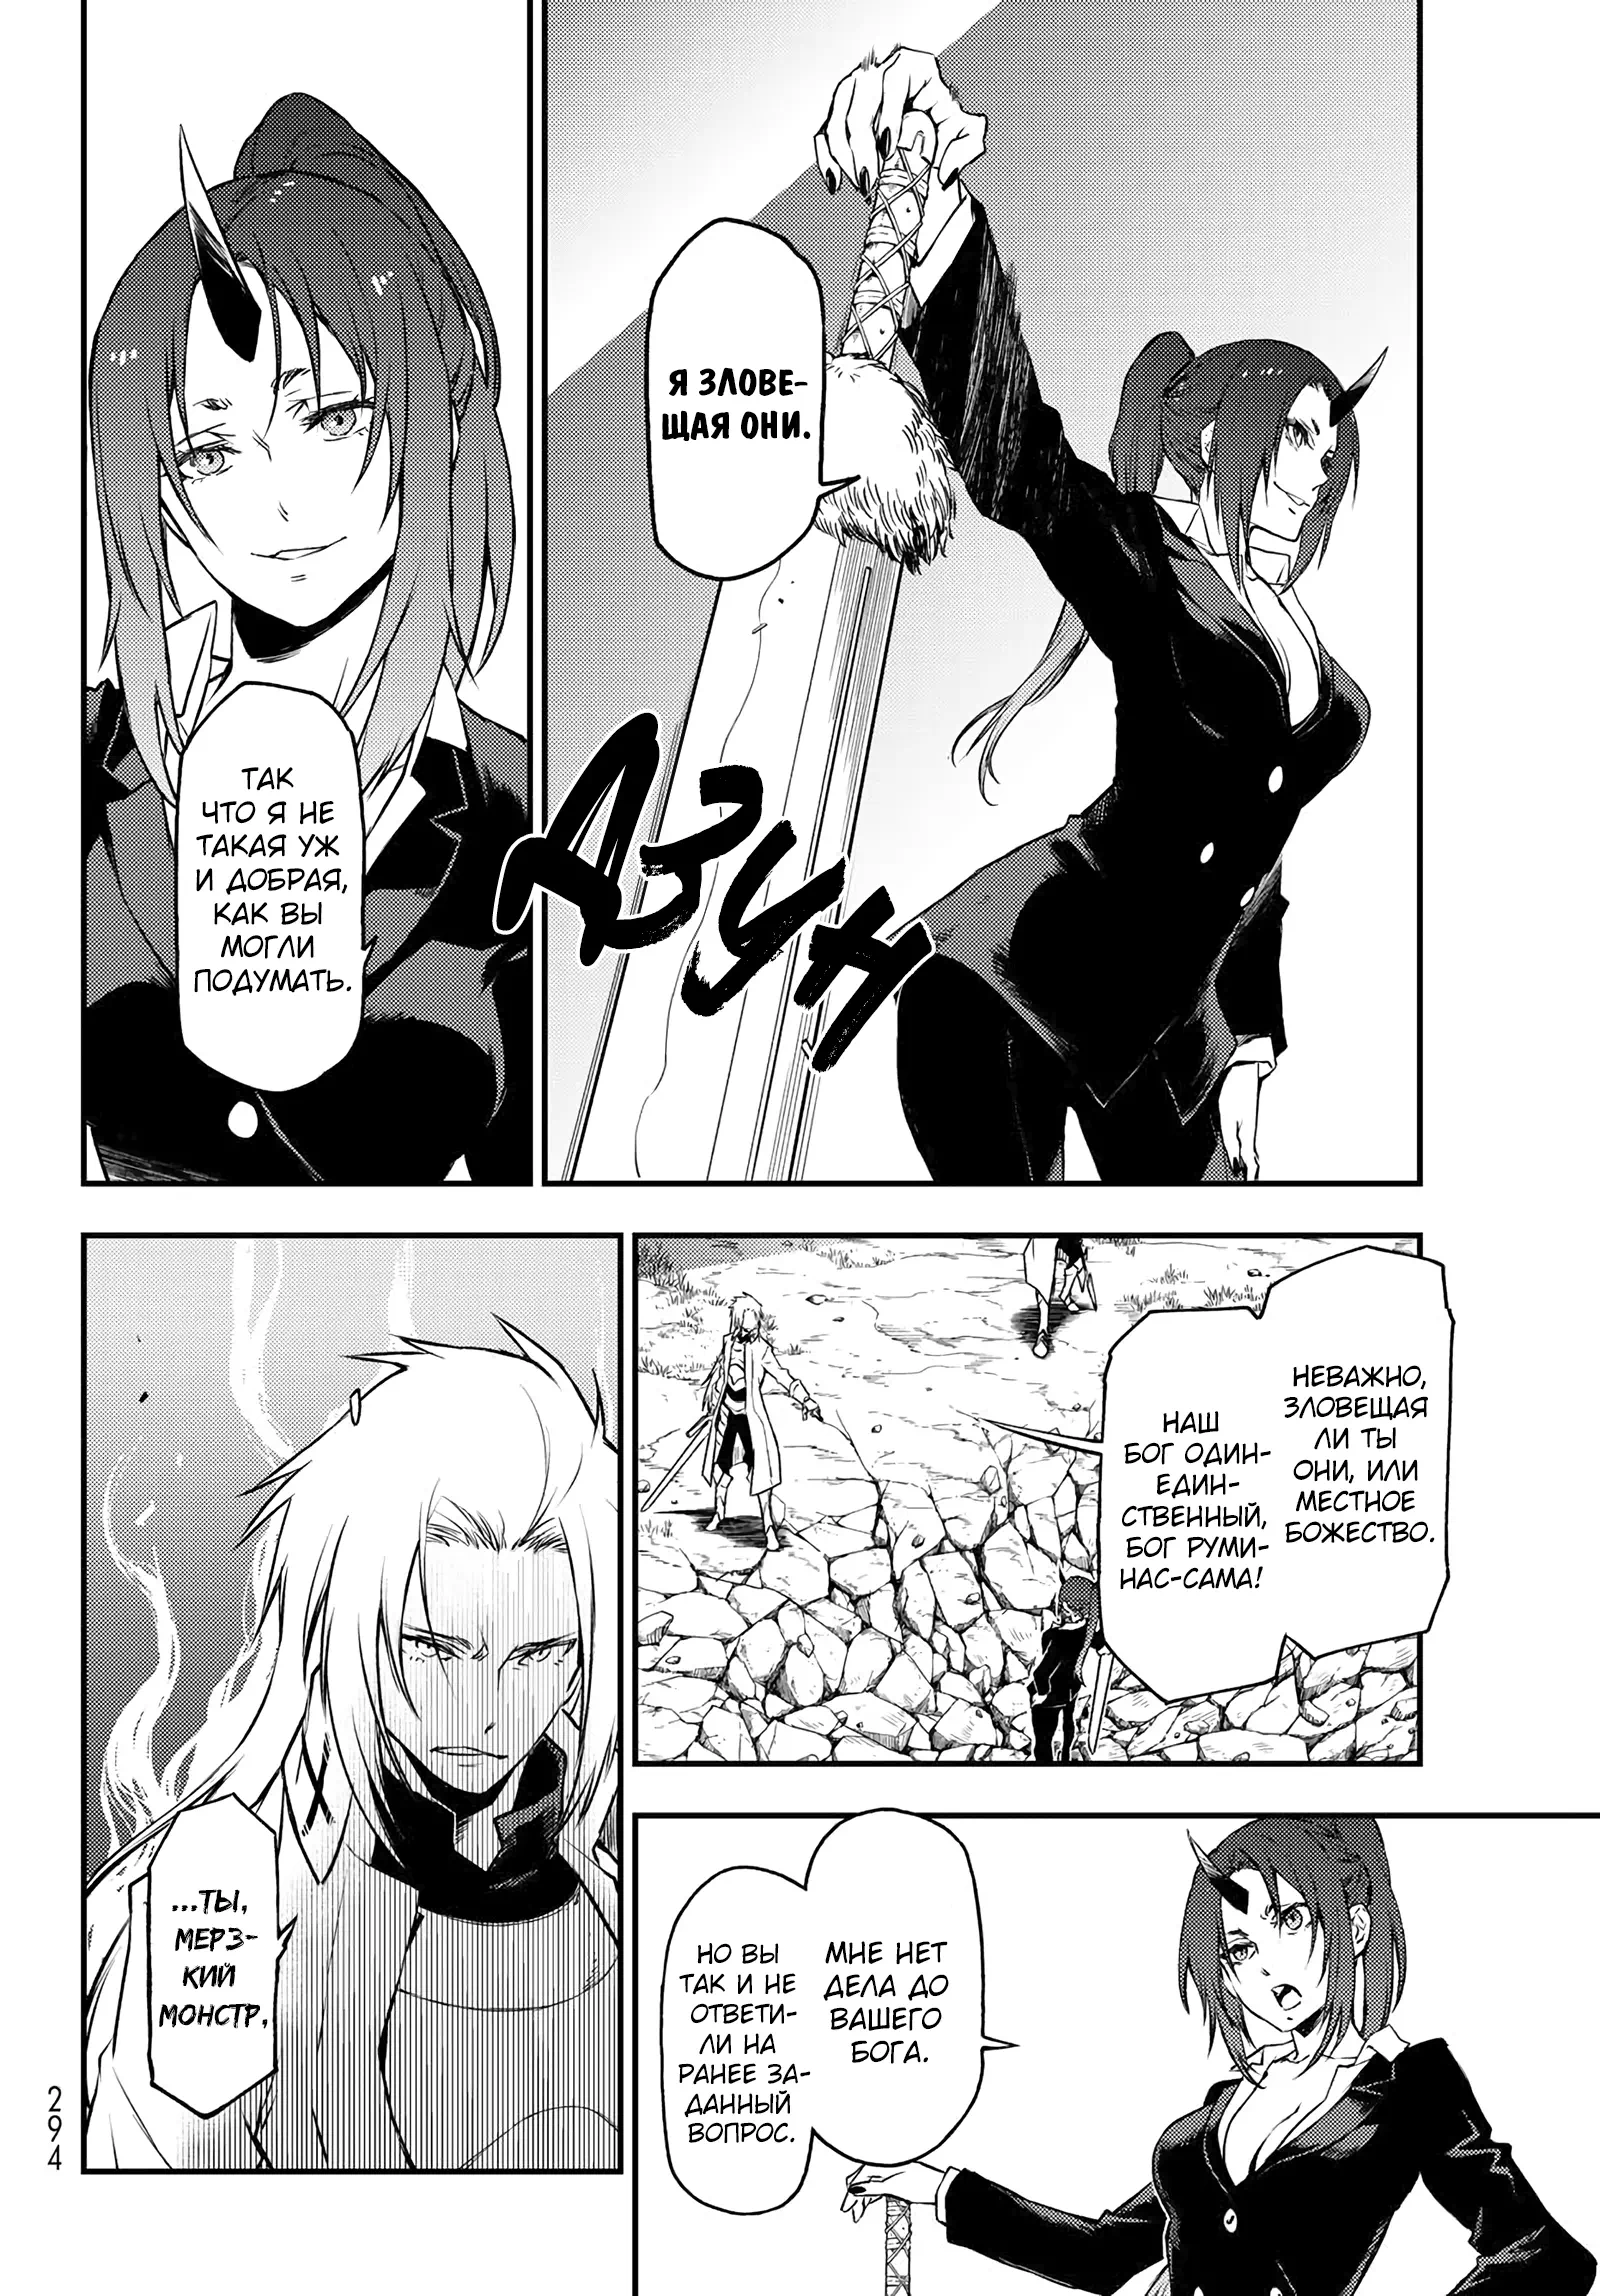 Я ЗЛОВЕ-
ЩАЯ ОНИ.
ДЗУН
ТАК
ЧТО Я НЕ
ТАКАЯ УЖ
И ДОБРАЯ,
КАК ВЫ
МОГЛИ
ПОДУМАТЬ.
НЕВАЖНО,
ЗЛОВЕЩАЯ
ЛИ ТЫ
ОНИ, ИЛИ
МЕСТНОЕ
БОЖЕСТВО.
НАШ
БОГ ОДИН-
ЕДИН-
СТВЕННЫЙ,
БОГ РУМИ-
НАС-САМА!
...ТЫ,
МЕРЗ-
КИЙ
МОНСТР,
МНЕ НЕТ
ДЕЛА ДО
ВАШЕГО
БОГА.
НО ВЫ
ТАК И НЕ
ОТВЕТИ-
ЛИ НА
РАНЕЕ ЗА-
ДАННЫЙ
ВОПРОС.
294